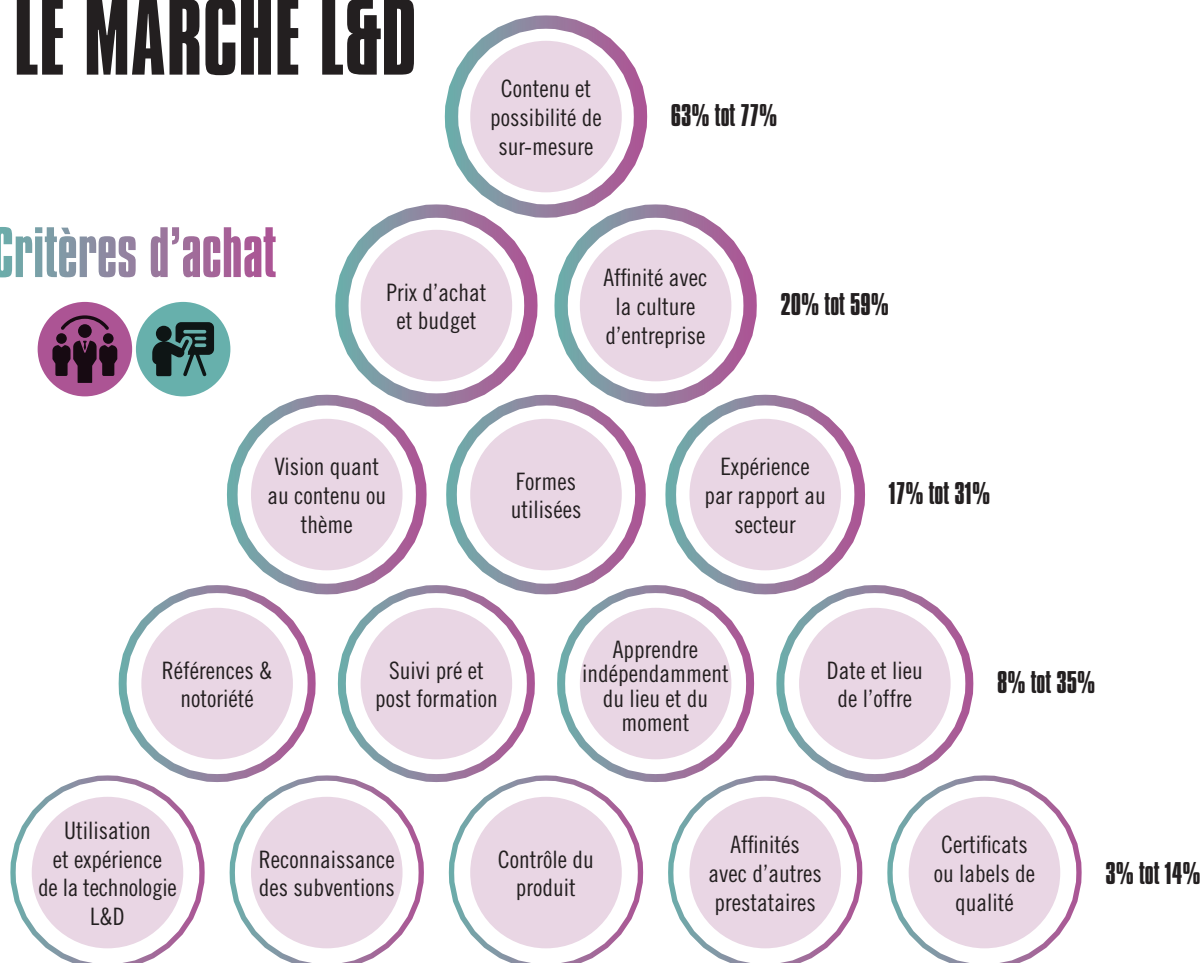 LE MARCHE L&D
Contenu et
possibilité de
sur-mesure
63% tot 77%
Critères d'achat
Prix d'achat
et budget
Affinité avec
la culture
d'entreprise
20% tot 59%
Vision quant
au contenu ou
thème
Formes
utilisées
Expérience
par rapport au
secteur
17% tot 31%
Références &
notoriété
Suivi pré et
post formation
Apprendre
indépendamment
du lieu et du
moment
Date et lieu
de l'offre
8% tot 35%
Utilisation
et expérience
de la technologie
L&D
Reconnaissance
des subventions
Contrôle du
produit
Affinités
avec d'autres
prestataires
Certificats
ou labels de
qualité
3% tot 14%